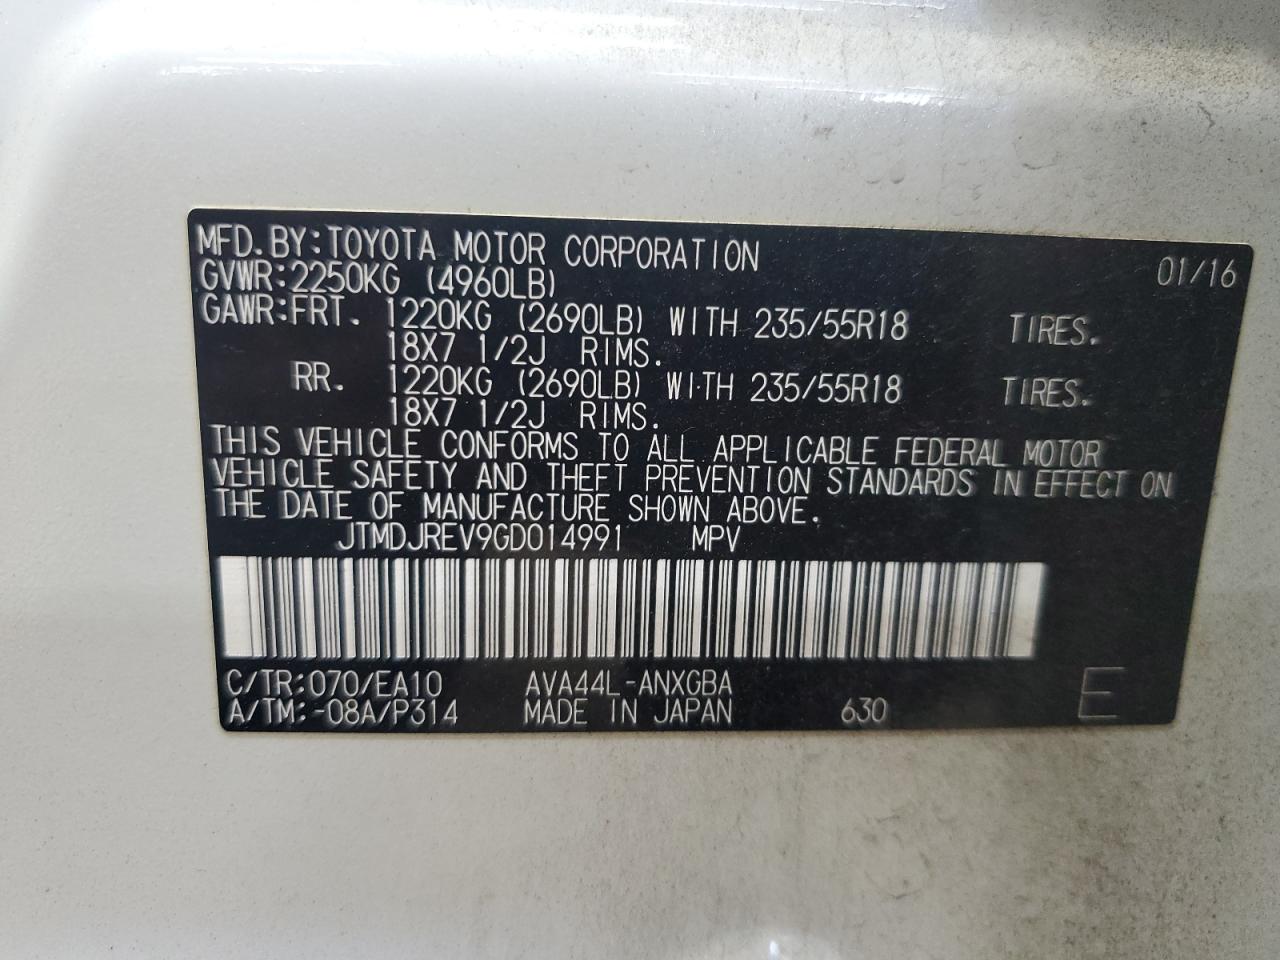 MFD.BY:TOYOTA MOTOR CORPORATION 01/16
GVWR:2250KG (4960LB)
GAWR:FRT. 1220KG (2690LB) WITH 235/55R18 TIRES.
18X7 1/2J RIMS.
RR. 1220KG (2690LB) WITH 235/55R18 TIRES.
18X7 1/2J RIMS.
THIS VEHICLE CONFORMS TO ALL APPLICABLE FEDERAL MOTOR
VEHICLE SAFETY AND THEFT PREVENTION STANDARDS IN EFFECT ON
THE DATE OF MANUFACTURE SHOWN ABOVE.
JTMDJREV9GD014991 MPV
C/TR:070/EA10 AVA44L-ANXGBA
A/TM:-08A/P314 MADE IN JAPAN 630 E